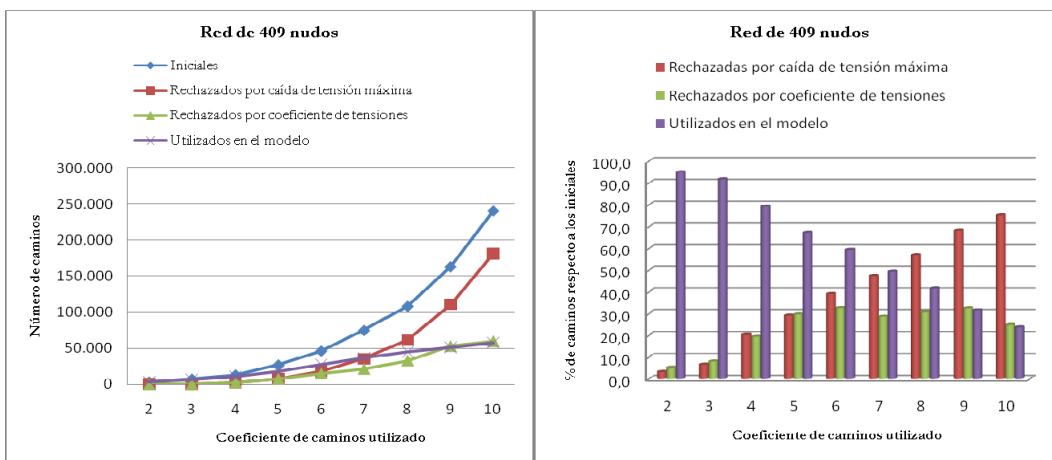 Red de 409 nudos
Iniciales
Rechazados por caída de tensión máxima
Rechazados por coeficiente de tensiones
Utilizados en el modelo
300.000
250.000
200.000
150.000
100.000
50.000
0
Número de caminos
2 3 4 5 6 7 8 9 10
Coeficiente de caminos utilizado
Red de 409 nudos
Rechazadas por caída de tensión máxima
Rechazados por coeficiente de tensiones
Utilizados en el modelo
100,0
90,0
80,0
70,0
60,0
50,0
40,0
30,0
20,0
10,0
0,0
% de caminos respecto a los iniciales
2 3 4 5 6 7 8 9 10
Coeficiente de caminos utilizado